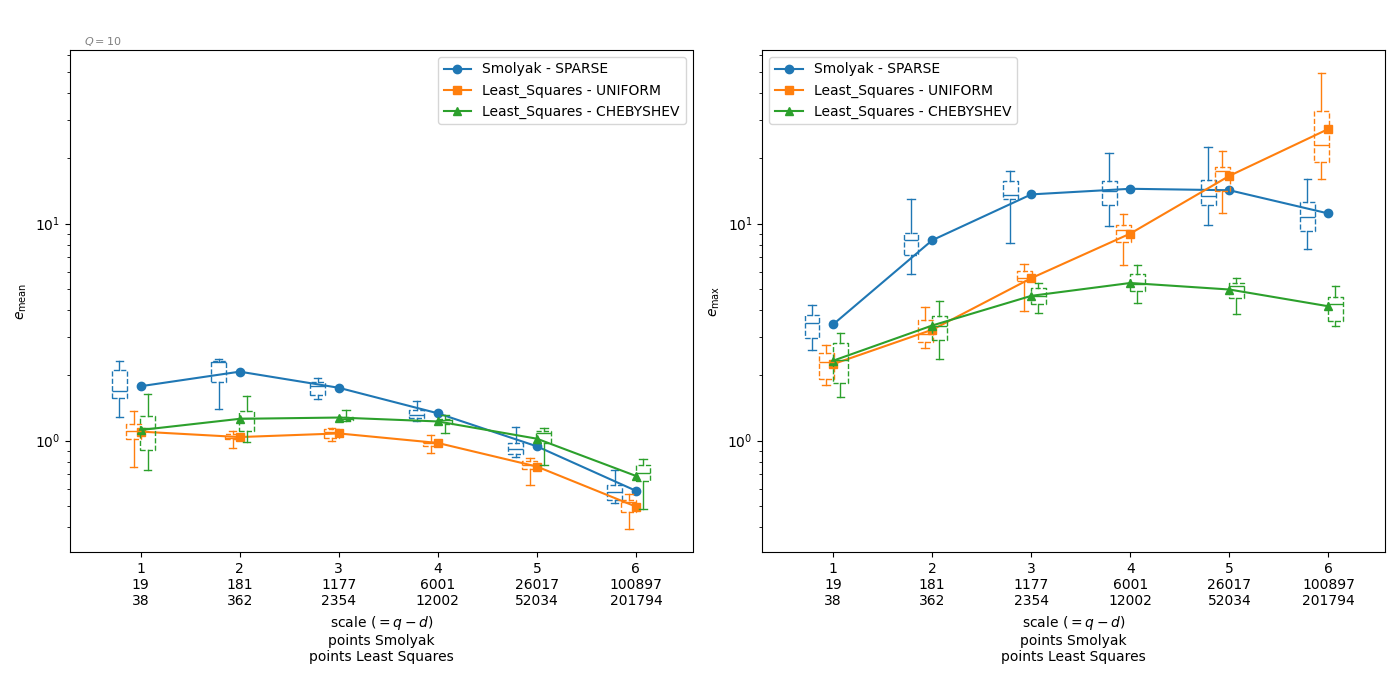 Q = 10
Smolyak - SPARSE
Least_Squares - UNIFORM
Least_Squares - CHEBYSHEV
10¹
10⁰
e_mean
1 2 3 4 5 6
19 181 1177 6001 26017 100897
38 362 2354 12002 52034 201794
scale (= q − d)
points Smolyak
points Least Squares
Smolyak - SPARSE
Least_Squares - UNIFORM
Least_Squares - CHEBYSHEV
10¹
10⁰
e_max
1 2 3 4 5 6
19 181 1177 6001 26017 100897
38 362 2354 12002 52034 201794
scale (= q − d)
points Smolyak
points Least Squares